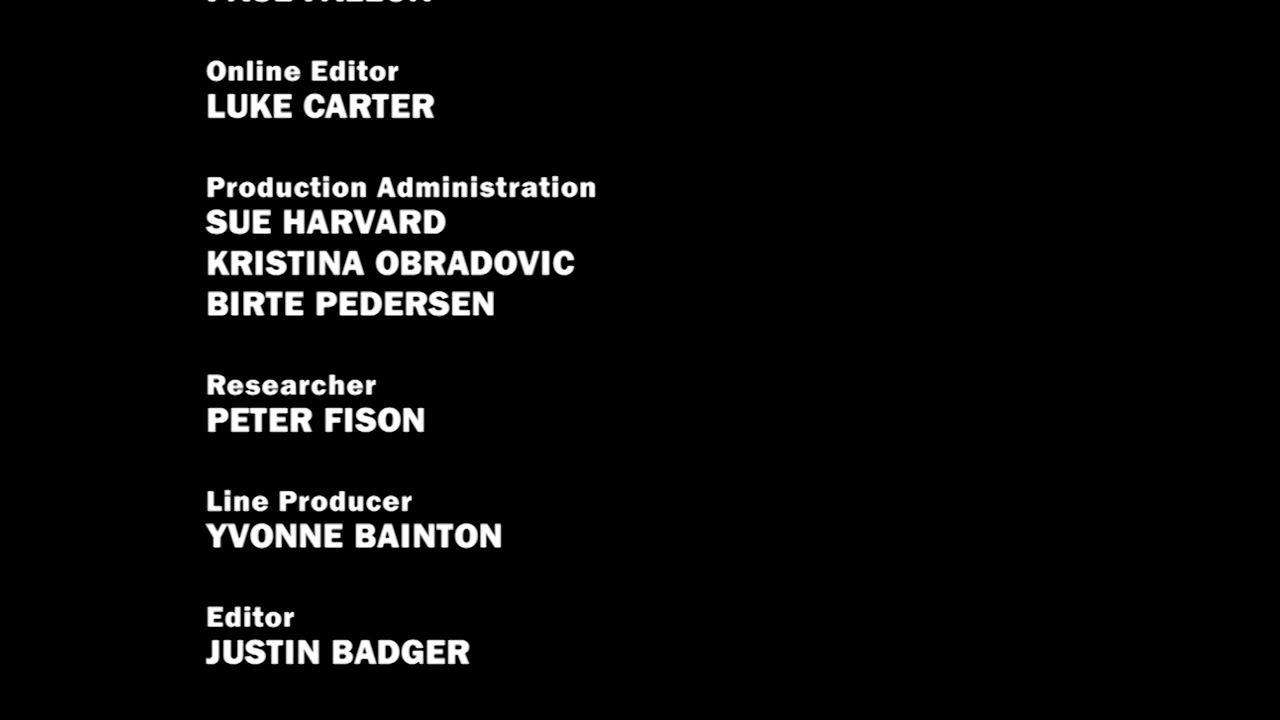 Online Editor
LUKE CARTER
Production Administration
SUE HARVARD
KRISTINA OBRADOVIC
BIRTE PEDERSEN
Researcher
PETER FISON
Line Producer
YVONNE BAINTON
Editor
JUSTIN BADGER